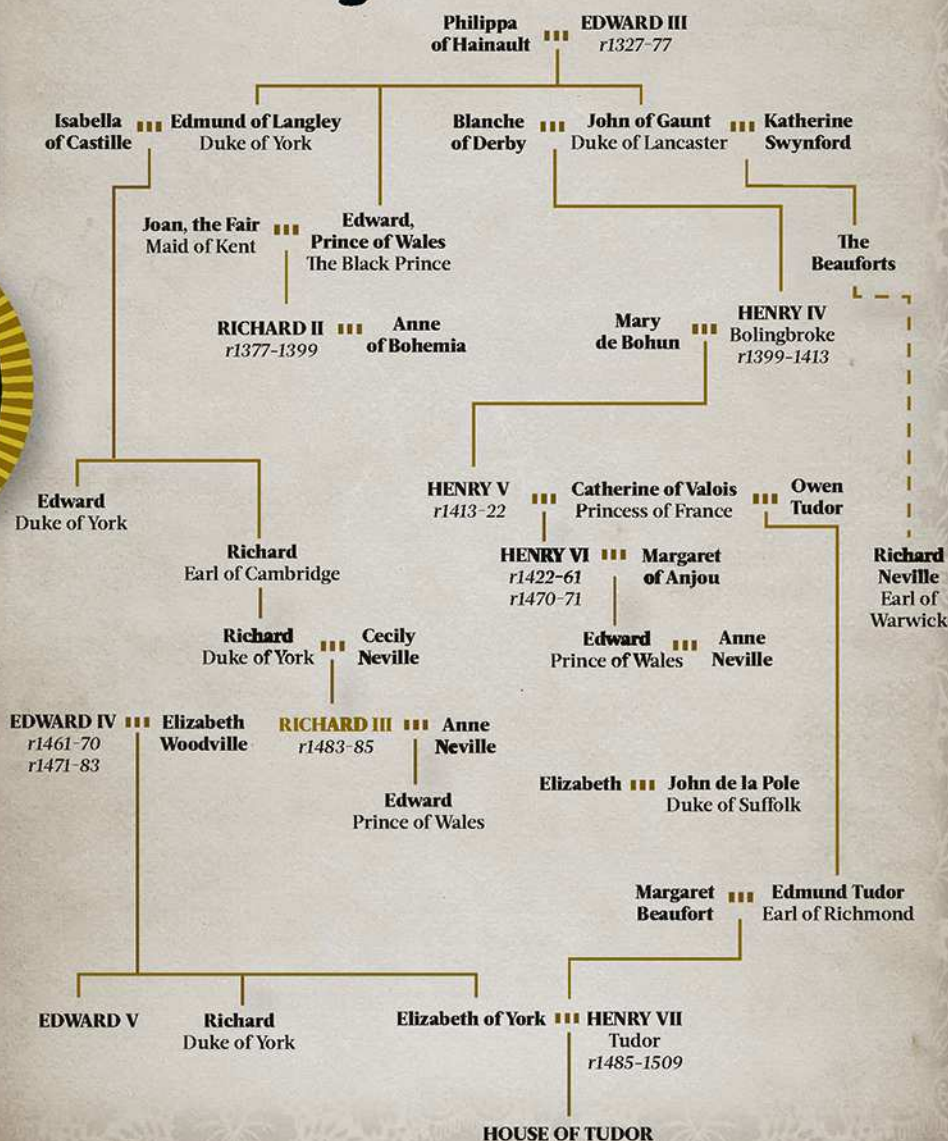 Philippa
of Hainault
EDWARD III
r1327-77
Isabella
of Castille
Edmund of Langley
Duke of York
Blanche
of Derby
John of Gaunt
Duke of Lancaster
Katherine
Swynford
Joan, the Fair
Maid of Kent
Edward,
Prince of Wales
The Black Prince
The
Beauforts
RICHARD II
r1377-1399
Anne
of Bohemia
Mary
de Bohun
HENRY IV
Bolingbroke
r1399-1413
Edward
Duke of York
HENRY V
r1413-22
Catherine of Valois
Princess of France
Owen
Tudor
Richard
Earl of Cambridge
HENRY VI
r1422-61
r1470-71
Margaret
of Anjou
Richard
Neville
Earl of
Warwick
Richard
Duke of York
Cecily
Neville
Edward
Prince of Wales
Anne
Neville
EDWARD IV
r1461-70
r1471-83
Elizabeth
Woodville
RICHARD III
r1483-85
Anne
Neville
Edward
Prince of Wales
Elizabeth
John de la Pole
Duke of Suffolk
Margaret
Beaufort
Edmund Tudor
Earl of Richmond
EDWARD V
Richard
Duke of York
Elizabeth of York
HENRY VII
Tudor
r1485-1509
HOUSE OF TUDOR